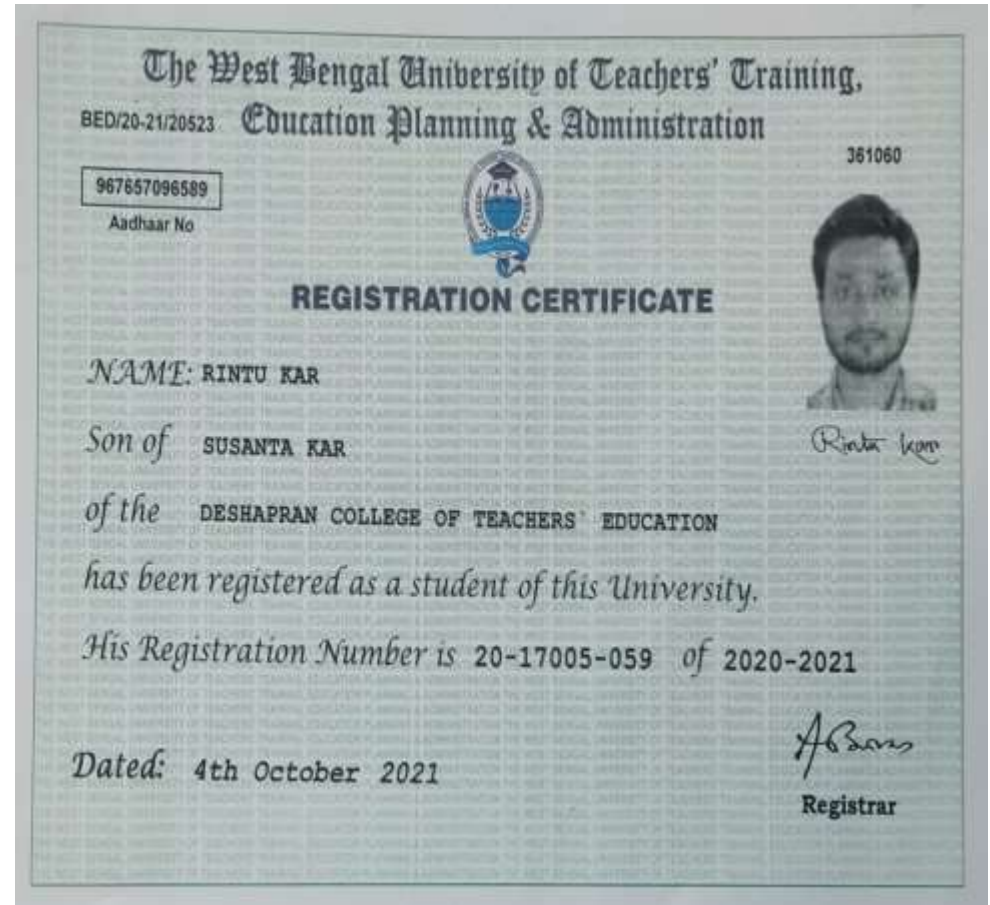 The West Bengal University of Teachers' Training,
BED/20-21/20523 Education Planning & Administration
361060
967657096589
Aadhaar No
REGISTRATION CERTIFICATE
NAME: RINTU KAR
Son of SUSANTA KAR
Rintu Kar
of the DESHAPRAN COLLEGE OF TEACHERS` EDUCATION
has been registered as a student of this University.
His Registration Number is 20-17005-059 of 2020-2021
Dated: 4th October 2021
Registrar